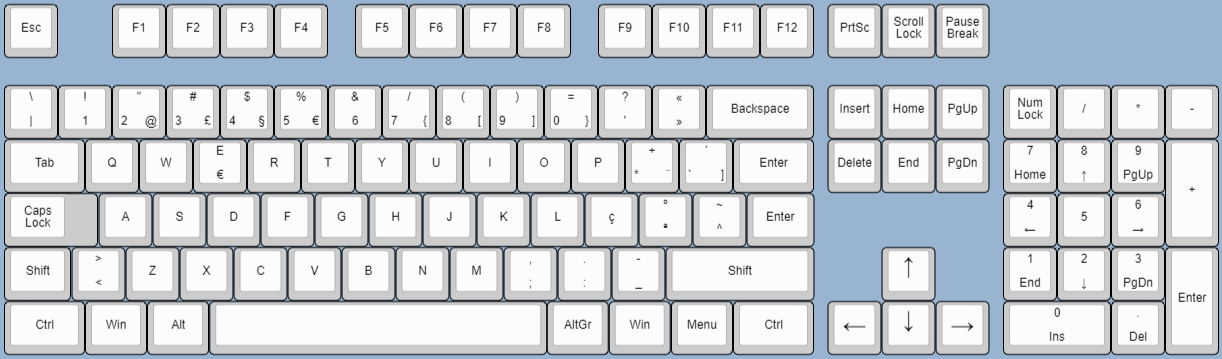 Esc F1 F2 F3 F4 F5 F6 F7 F8 F9 F10 F11 F12 PrtSc Scroll Lock Pause Break
\ ! " # $ % & / ( ) = ? «
| 1 2 @ 3 £ 4 § 5 € 6 7 { 8 [ 9 ] 0 } ' » Backspace Insert Home PgUp Num Lock / * -
Tab Q W E € R T Y U I O P + * ¨ ´ ` ] Enter Delete End PgDn 7 Home 8 ↑ 9 PgUp +
Caps Lock A S D F G H J K L ç º ª ~ ^ Enter 4 ← 5 6 →
Shift > < Z X C V B N M , ; . : - _ Shift ↑ 1 End 2 ↓ 3 PgDn Enter
Ctrl Win Alt AltGr Win Menu Ctrl ← ↓ → 0 Ins . Del